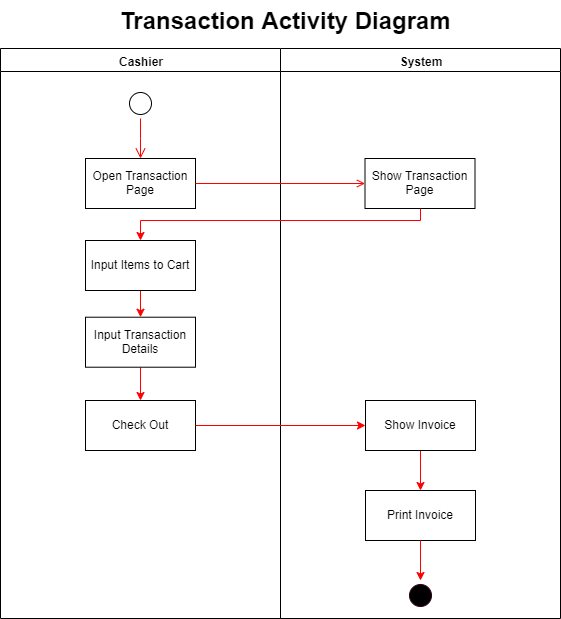 Transaction Activity Diagram
Cashier
System
Open Transaction
Page
Show Transaction
Page
Input Items to Cart
Input Transaction
Details
Check Out
Show Invoice
Print Invoice